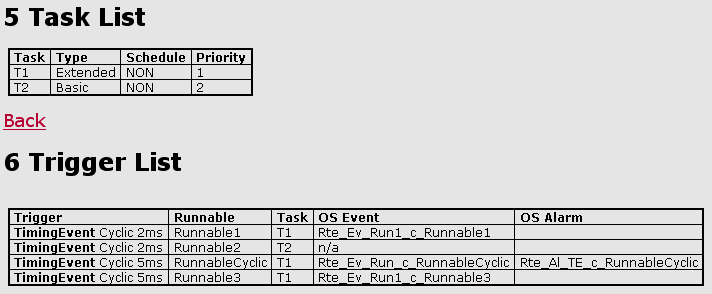 5 Task List
Task Type Schedule Priority
T1 Extended NON 1
T2 Basic NON 2
Back
6 Trigger List
Trigger Runnable Task OS Event OS Alarm
TimingEvent Cyclic 2ms Runnable1 T1 Rte_Ev_Run1_c_Runnable1
TimingEvent Cyclic 2ms Runnable2 T2 n/a
TimingEvent Cyclic 5ms RunnableCyclic T1 Rte_Ev_Run_c_RunnableCyclic Rte_Al_TE_c_RunnableCyclic
TimingEvent Cyclic 5ms Runnable3 T1 Rte_Ev_Run1_c_Runnable3